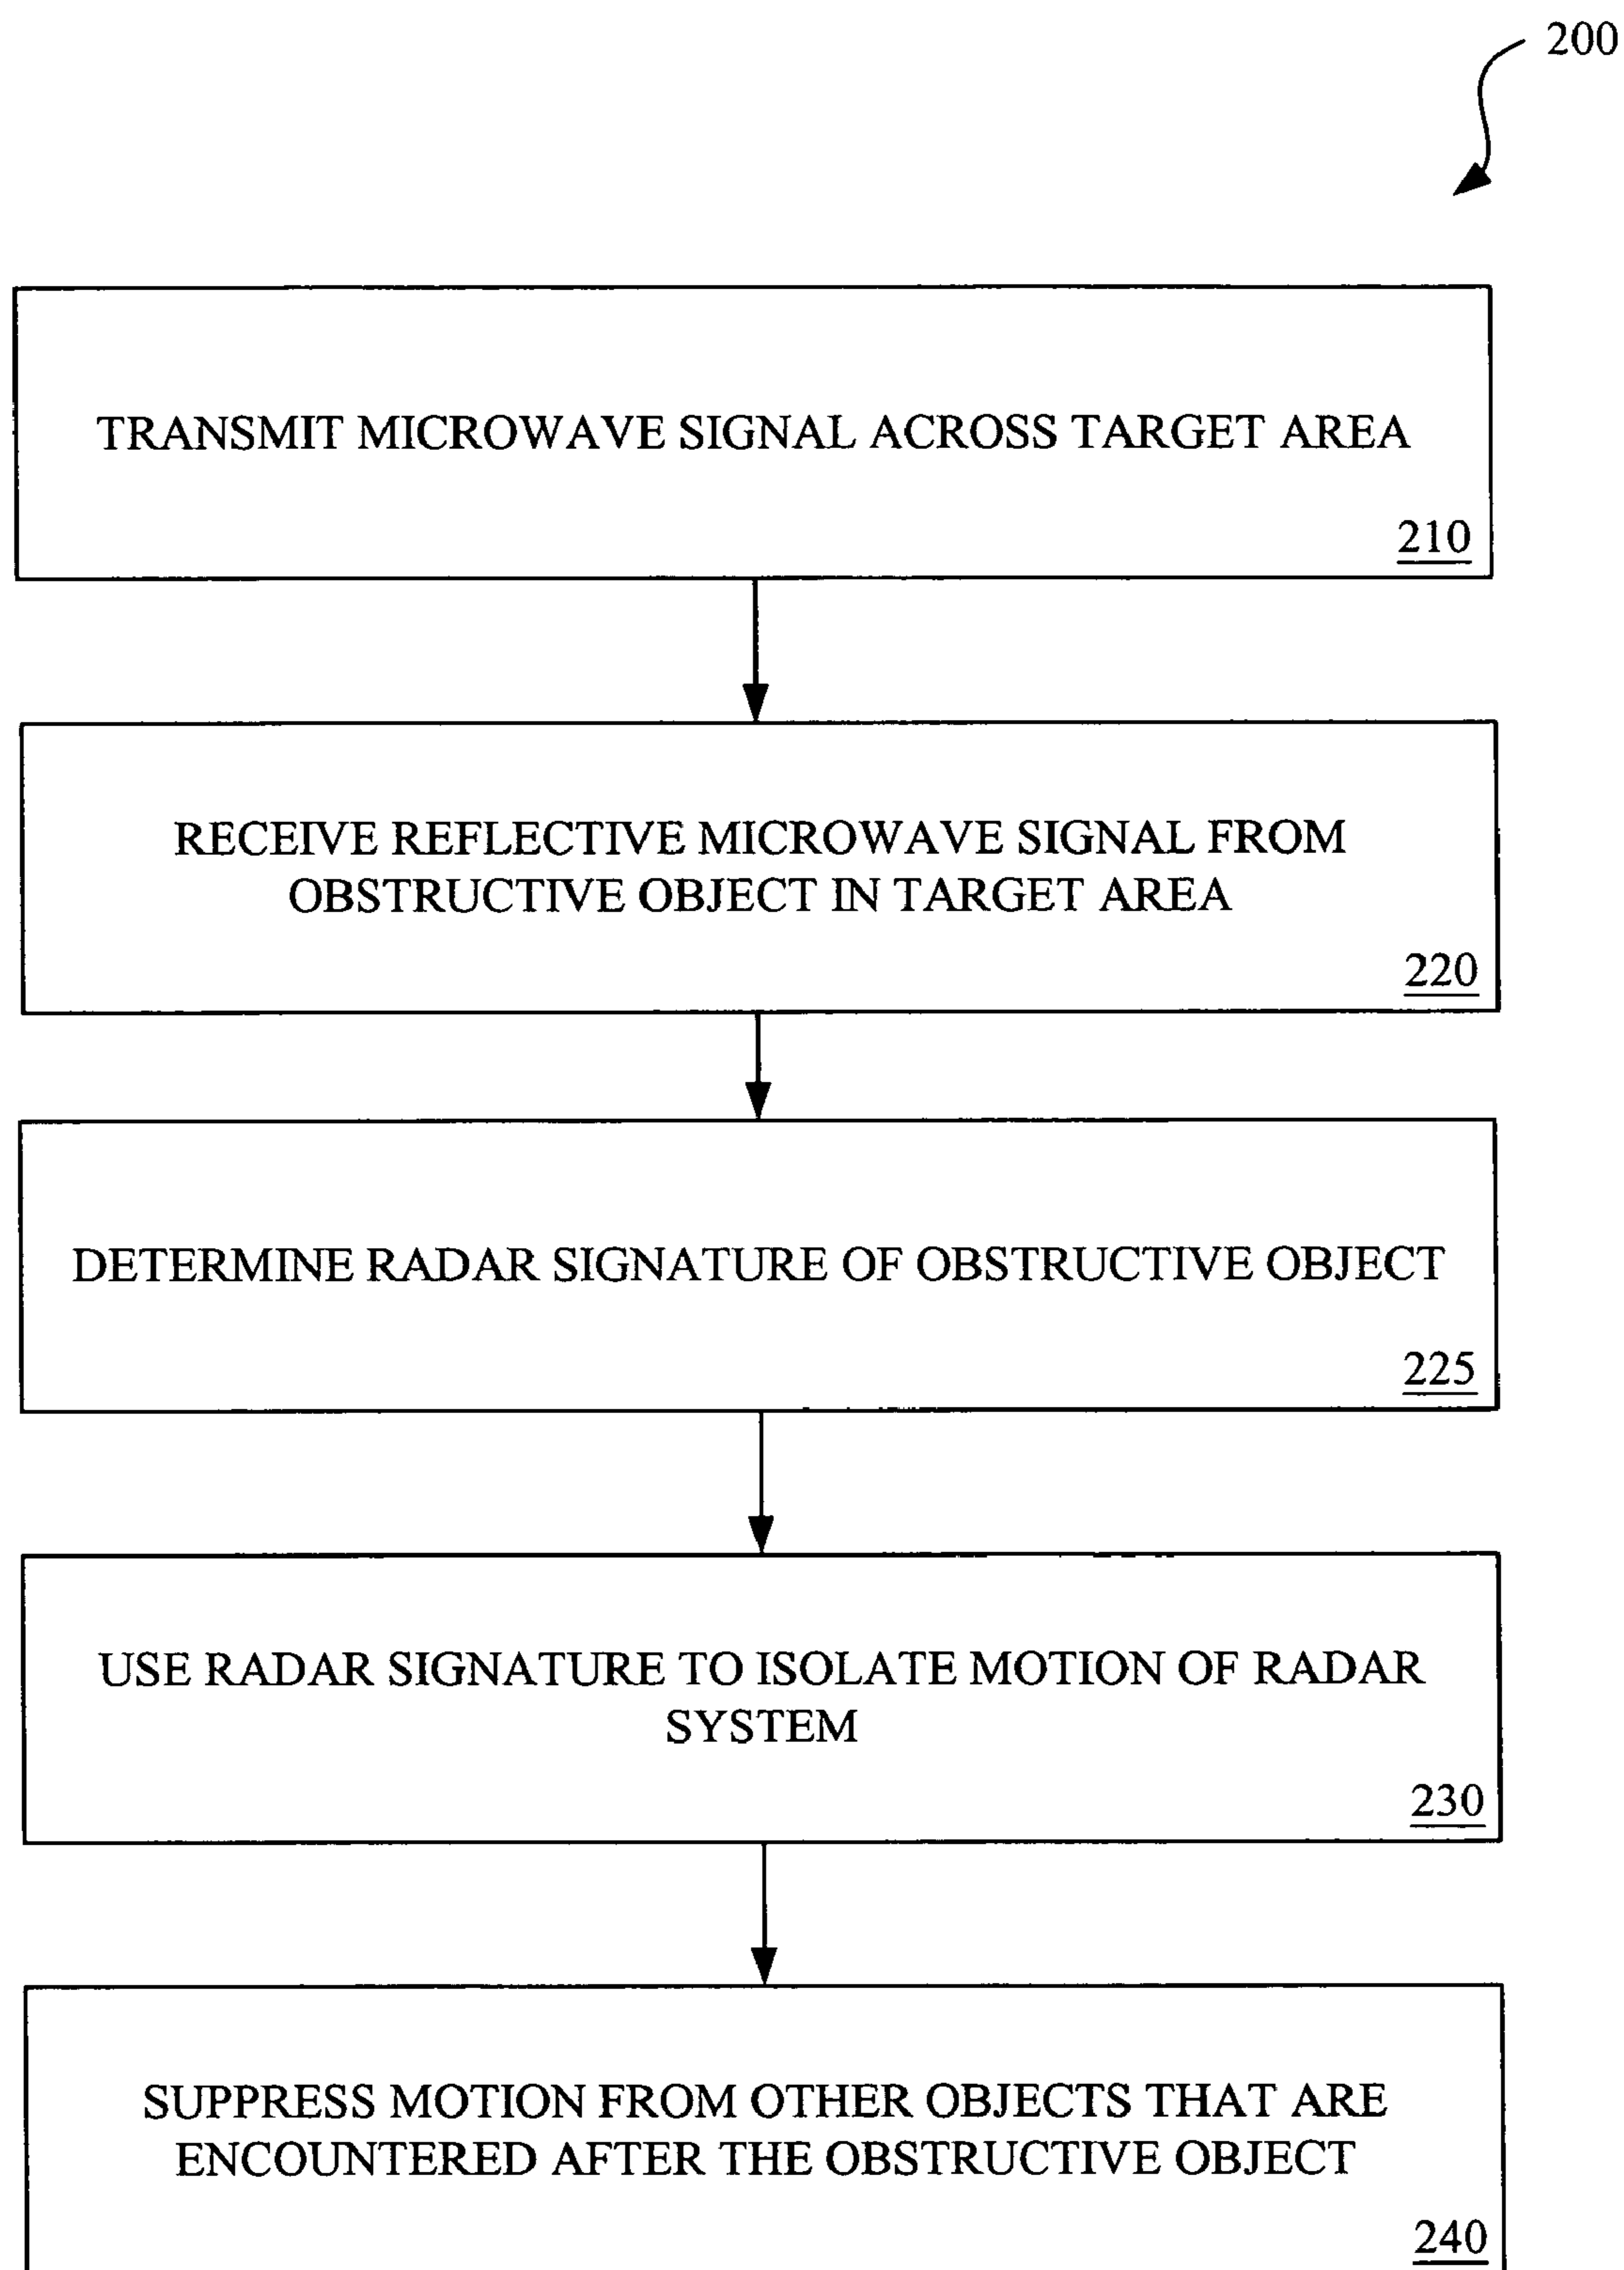 200
TRANSMIT MICROWAVE SIGNAL ACROSS TARGET AREA
210
RECEIVE REFLECTIVE MICROWAVE SIGNAL FROM
OBSTRUCTIVE OBJECT IN TARGET AREA
220
DETERMINE RADAR SIGNATURE OF OBSTRUCTIVE OBJECT
225
USE RADAR SIGNATURE TO ISOLATE MOTION OF RADAR
SYSTEM
230
SUPPRESS MOTION FROM OTHER OBJECTS THAT ARE
ENCOUNTERED AFTER THE OBSTRUCTIVE OBJECT
240